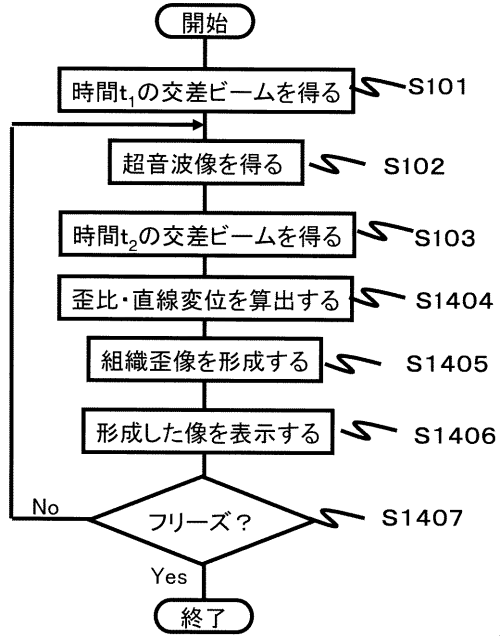 開始
時間t₁の交差ビームを得る
S101
超音波像を得る
S102
時間t₂の交差ビームを得る
S103
歪比・直線変位を算出する
S1404
組織歪像を形成する
S1405
形成した像を表示する
S1406
フリーズ？
S1407
No
Yes
終了